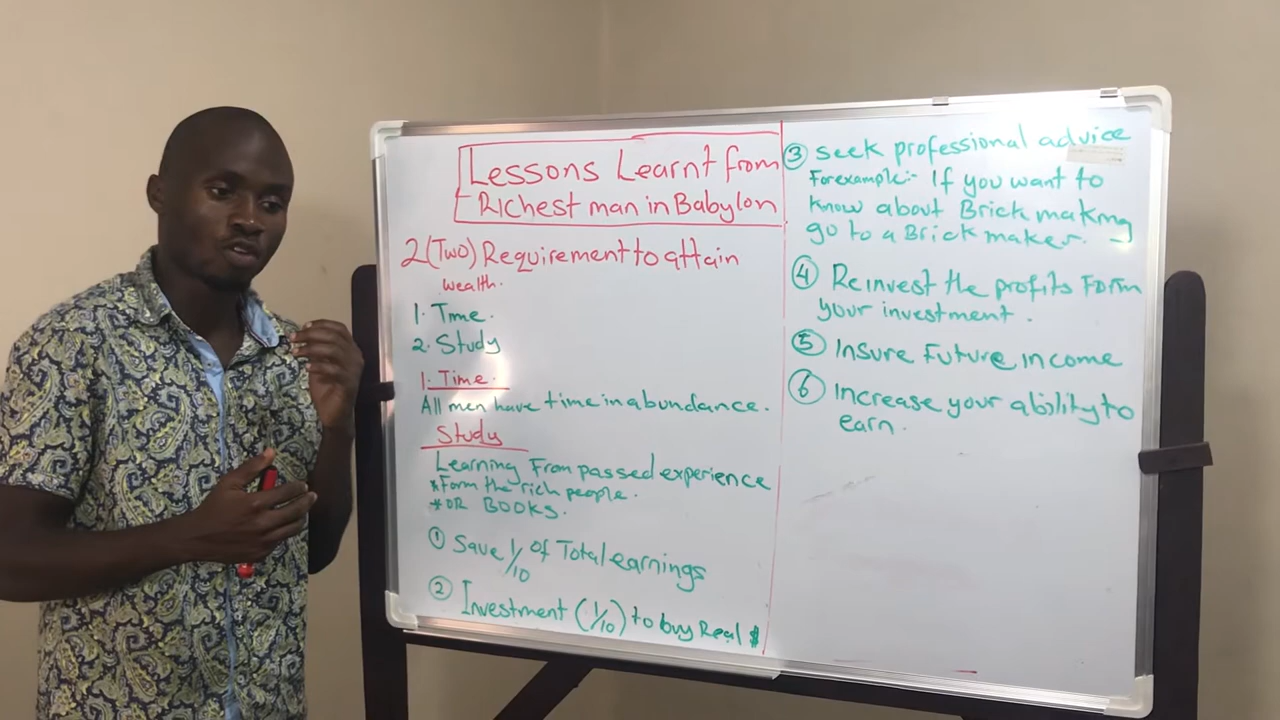 Lessons Learnt from
Richest man in Babylon
2 (Two) Requirement to attain
wealth.
1. Time.
2. Study
1. Time.
All men have time in abundance.
Study
Learning From passed experience
*Form the rich people.
*OR BOOKS.
① Save 1/10 of Total earnings
② Investment (1/10) to buy Real $
③ seek professional advice
For example:- If you want to
know about Brick making
go to a Brick maker.
④ Reinvest the profits Form
your investment.
⑤ Insure Future income
⑥ Increase your ability to
earn.